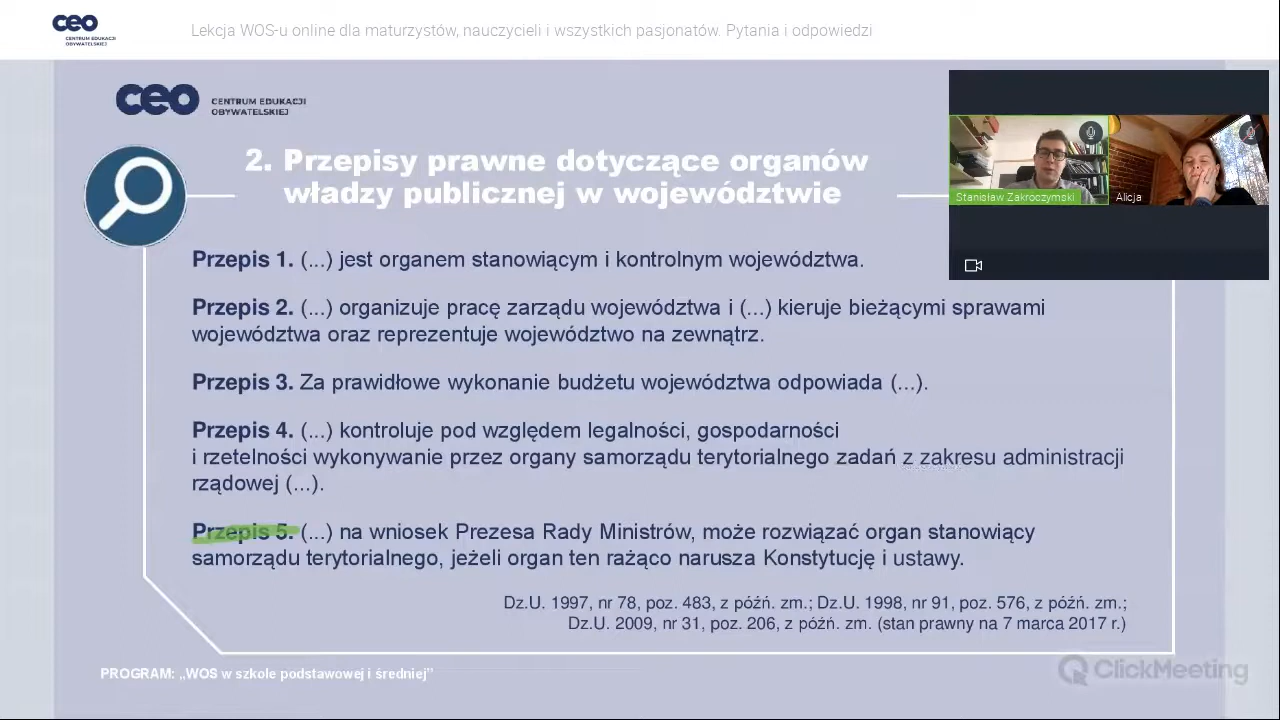 ceo
CENTRUM EDUKACJI
OBYWATELSKIEJ
Lekcja WOS-u online dla maturzystów, nauczycieli i wszystkich pasjonatów. Pytania i odpowiedzi
ceo
CENTRUM EDUKACJI
OBYWATELSKIEJ
2. Przepisy prawne dotyczące organów
władzy publicznej w województwie
Stanisław Zakroczymski
Alicja
Przepis 1. (...) jest organem stanowiącym i kontrolnym województwa.
Przepis 2. (...) organizuje pracę zarządu województwa i (...) kieruje bieżącymi sprawami
województwa oraz reprezentuje województwo na zewnątrz.
Przepis 3. Za prawidłowe wykonanie budżetu województwa odpowiada (...).
Przepis 4. (...) kontroluje pod względem legalności, gospodarności
i rzetelności wykonywanie przez organy samorządu terytorialnego zadań z zakresu administracji
rządowej (...).
Przepis 5. (...) na wniosek Prezesa Rady Ministrów, może rozwiązać organ stanowiący
samorządu terytorialnego, jeżeli organ ten rażąco narusza Konstytucję i ustawy.
Dz.U. 1997, nr 78, poz. 483, z późń. zm.; Dz.U. 1998, nr 91, poz. 576, z późń. zm.;
Dz.U. 2009, nr 31, poz. 206, z późń. zm. (stan prawny na 7 marca 2017 r.)
PROGRAM: „WOS w szkole podstawowej i średniej”
ClickMeeting